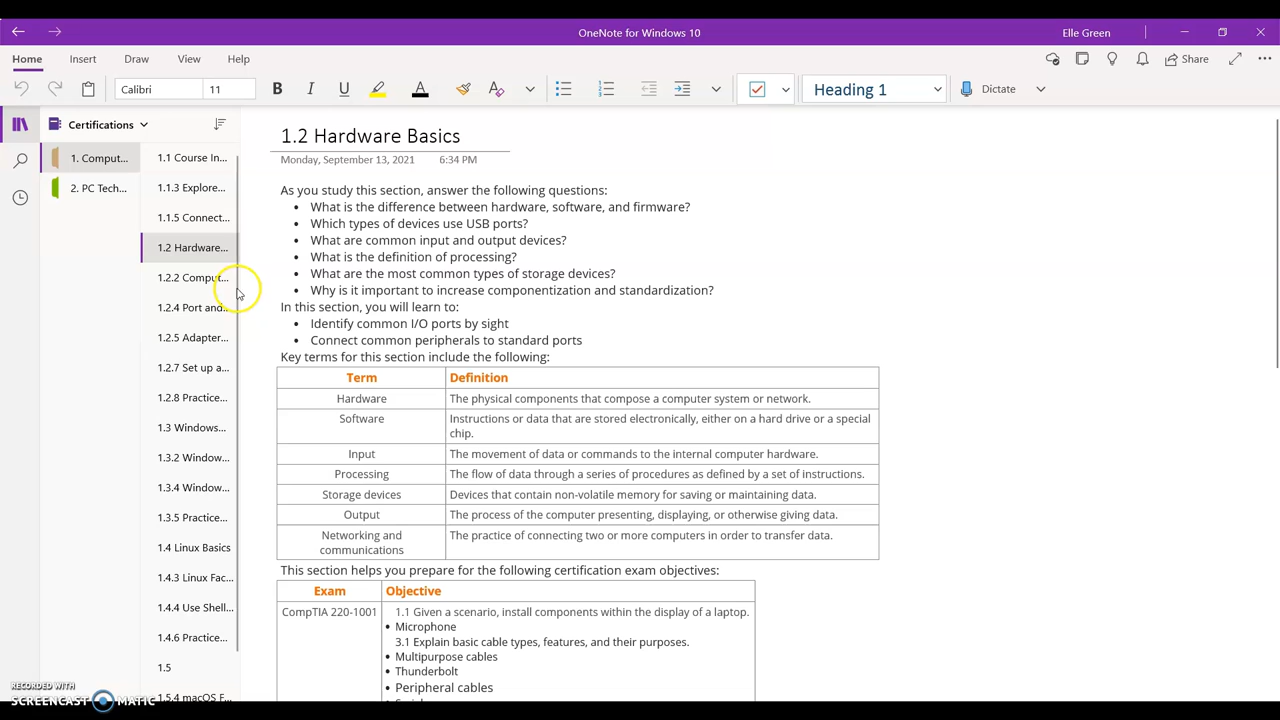 OneNote for Windows 10
Elle Green
Home
Insert
Draw
View
Help
Share
Calibri
11
B
I
U
A
Heading 1
Dictate
Certifications
1. Comput...
2. PC Tech...
1.1 Course In...
1.1.3 Explore...
1.1.5 Connect...
1.2 Hardware...
1.2.2 Comput...
1.2.4 Port and...
1.2.5 Adapter...
1.2.7 Set up a...
1.2.8 Practice...
1.3 Windows...
1.3.2 Window...
1.3.4 Window...
1.3.5 Practice...
1.4 Linux Basics
1.4.3 Linux Fac...
1.4.4 Use Shell...
1.4.6 Practice...
1.5
1.5.4 macOS F...
1.2 Hardware Basics
Monday, September 13, 2021 6:34 PM
As you study this section, answer the following questions:
• What is the difference between hardware, software, and firmware?
• Which types of devices use USB ports?
• What are common input and output devices?
• What is the definition of processing?
• What are the most common types of storage devices?
• Why is it important to increase componentization and standardization?
In this section, you will learn to:
• Identify common I/O ports by sight
• Connect common peripherals to standard ports
Key terms for this section include the following:
Term Definition
Hardware The physical components that compose a computer system or network.
Software Instructions or data that are stored electronically, either on a hard drive or a special
chip.
Input The movement of data or commands to the internal computer hardware.
Processing The flow of data through a series of procedures as defined by a set of instructions.
Storage devices Devices that contain non-volatile memory for saving or maintaining data.
Output The process of the computer presenting, displaying, or otherwise giving data.
Networking and The practice of connecting two or more computers in order to transfer data.
communications
This section helps you prepare for the following certification exam objectives:
Exam Objective
CompTIA 220-1001 1.1 Given a scenario, install components within the display of a laptop.
• Microphone
3.1 Explain basic cable types, features, and their purposes.
• Multipurpose cables
• Thunderbolt
• Peripheral cables
RECORDED WITH
SCREENCAST MATIC